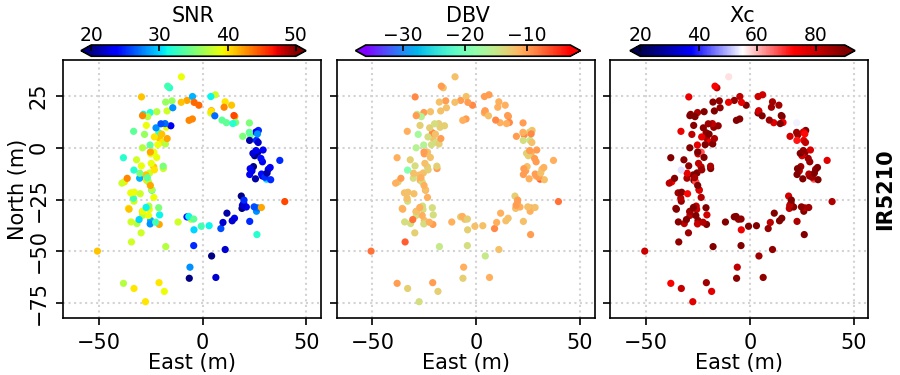 SNR DBV Xc
20 30 40 50 −30 −20 −10 20 40 60 80
North (m)
25
0
−25
−50
−75
−50 0 50 −50 0 50 −50 0 50
East (m) East (m) East (m)
IR5210